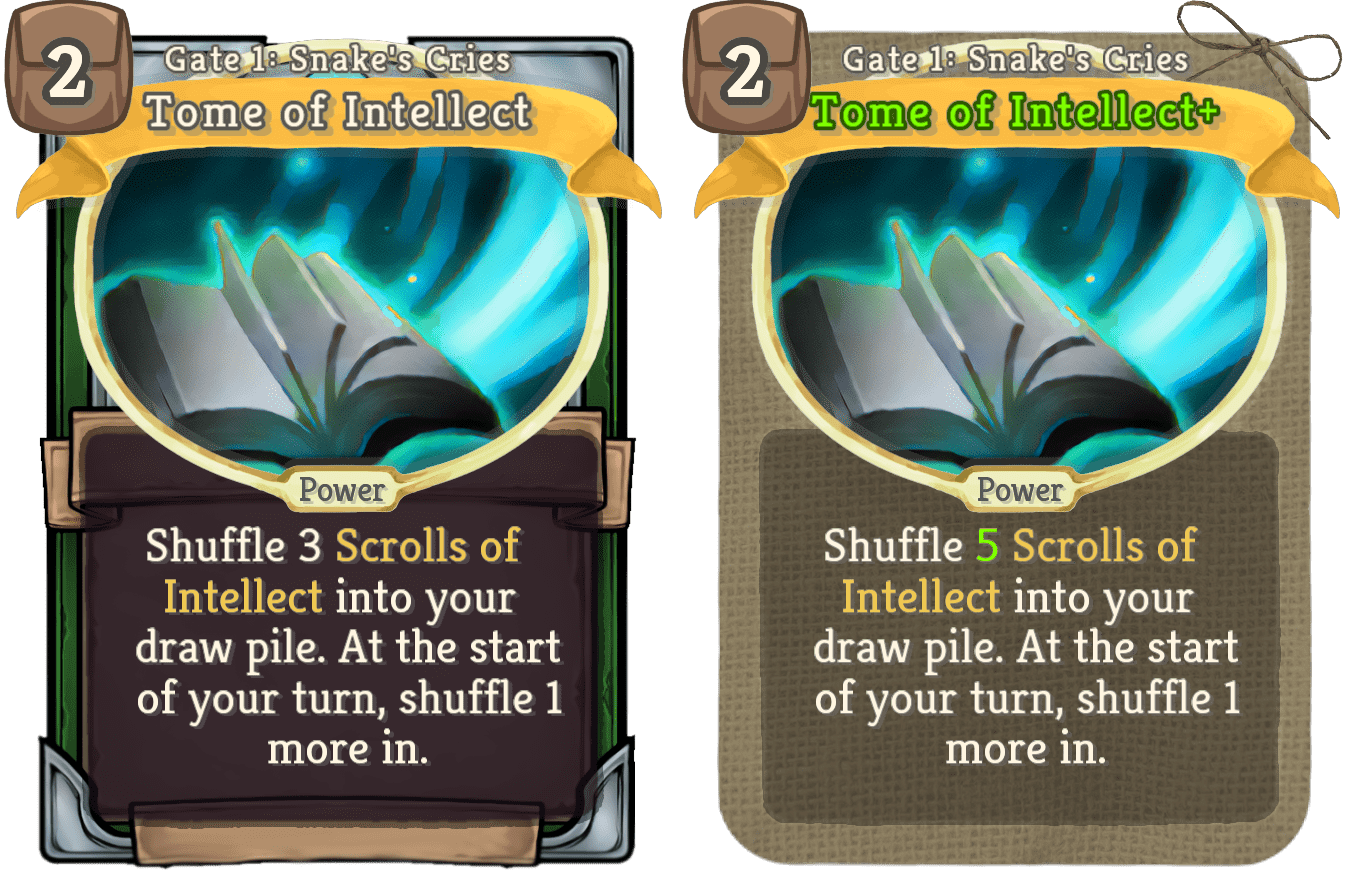 2
Gate 1: Snake's Cries
Tome of Intellect
Power
Shuffle 3 Scrolls of
Intellect into your
draw pile. At the start
of your turn, shuffle 1
more in.
2
Gate 1: Snake's Cries
Tome of Intellect+
Power
Shuffle 5 Scrolls of
Intellect into your
draw pile. At the start
of your turn, shuffle 1
more in.